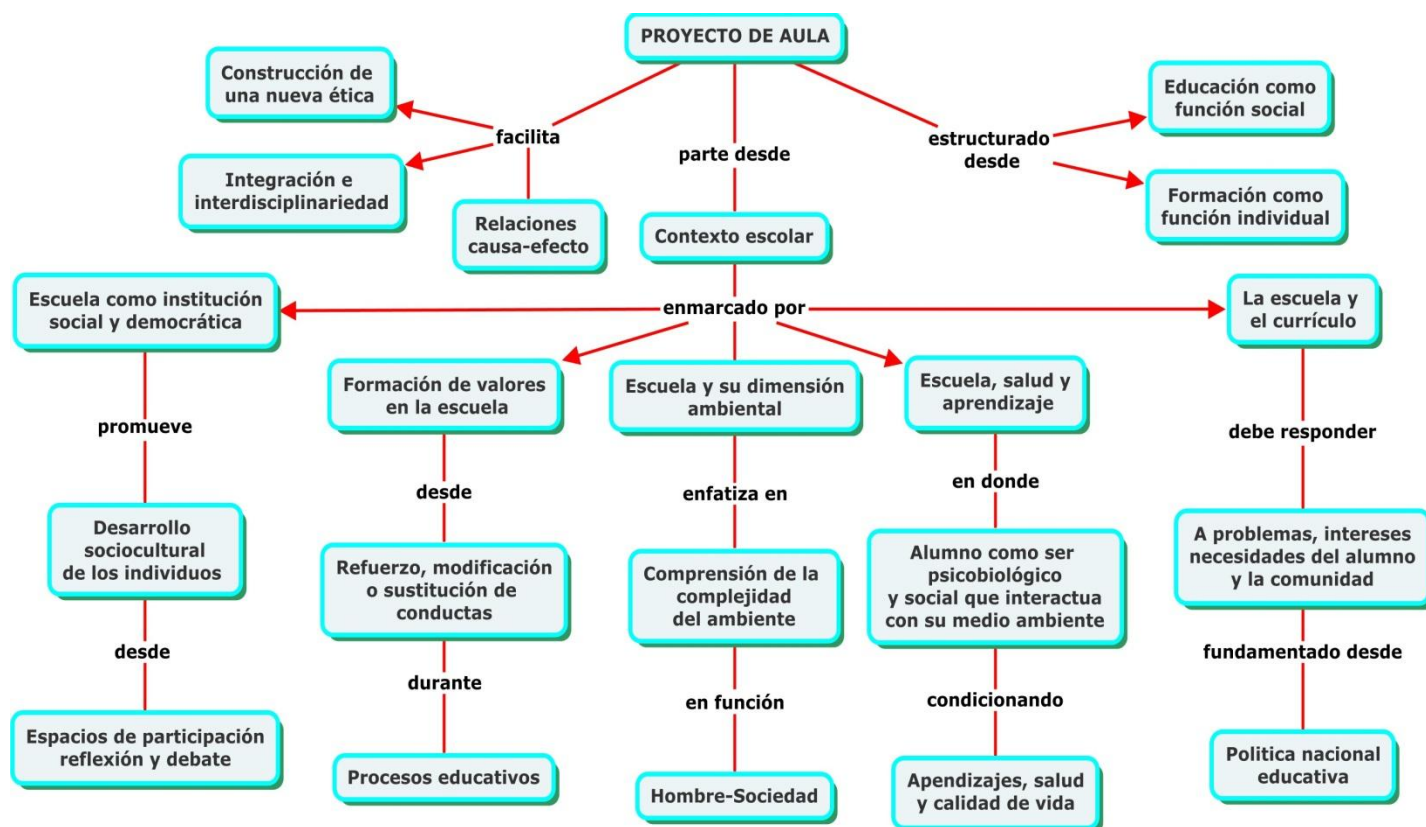 PROYECTO DE AULA
Construcción de
una nueva ética
Educación como
función social
facilita
estructurado
desde
parte desde
Integración e
interdisciplinariedad
Formación como
función individual
Relaciones
causa-efecto
Contexto escolar
Escuela como institución
social y democrática
enmarcado por
La escuela y
el currículo
Formación de valores
en la escuela
Escuela y su dimensión
ambiental
Escuela, salud y
aprendizaje
promueve
debe responder
desde
enfatiza en
en donde
Desarrollo
sociocultural
de los individuos
Refuerzo, modificación
o sustitución de
conductas
Comprensión de la
complejidad
del ambiente
Alumno como ser
psicobiológico
y social que interactua
con su medio ambiente
A problemas, intereses
necesidades del alumno
y la comunidad
desde
durante
en función
condicionando
fundamentado desde
Espacios de participación
reflexión y debate
Procesos educativos
Hombre-Sociedad
Apendizajes, salud
y calidad de vida
Politica nacional
educativa